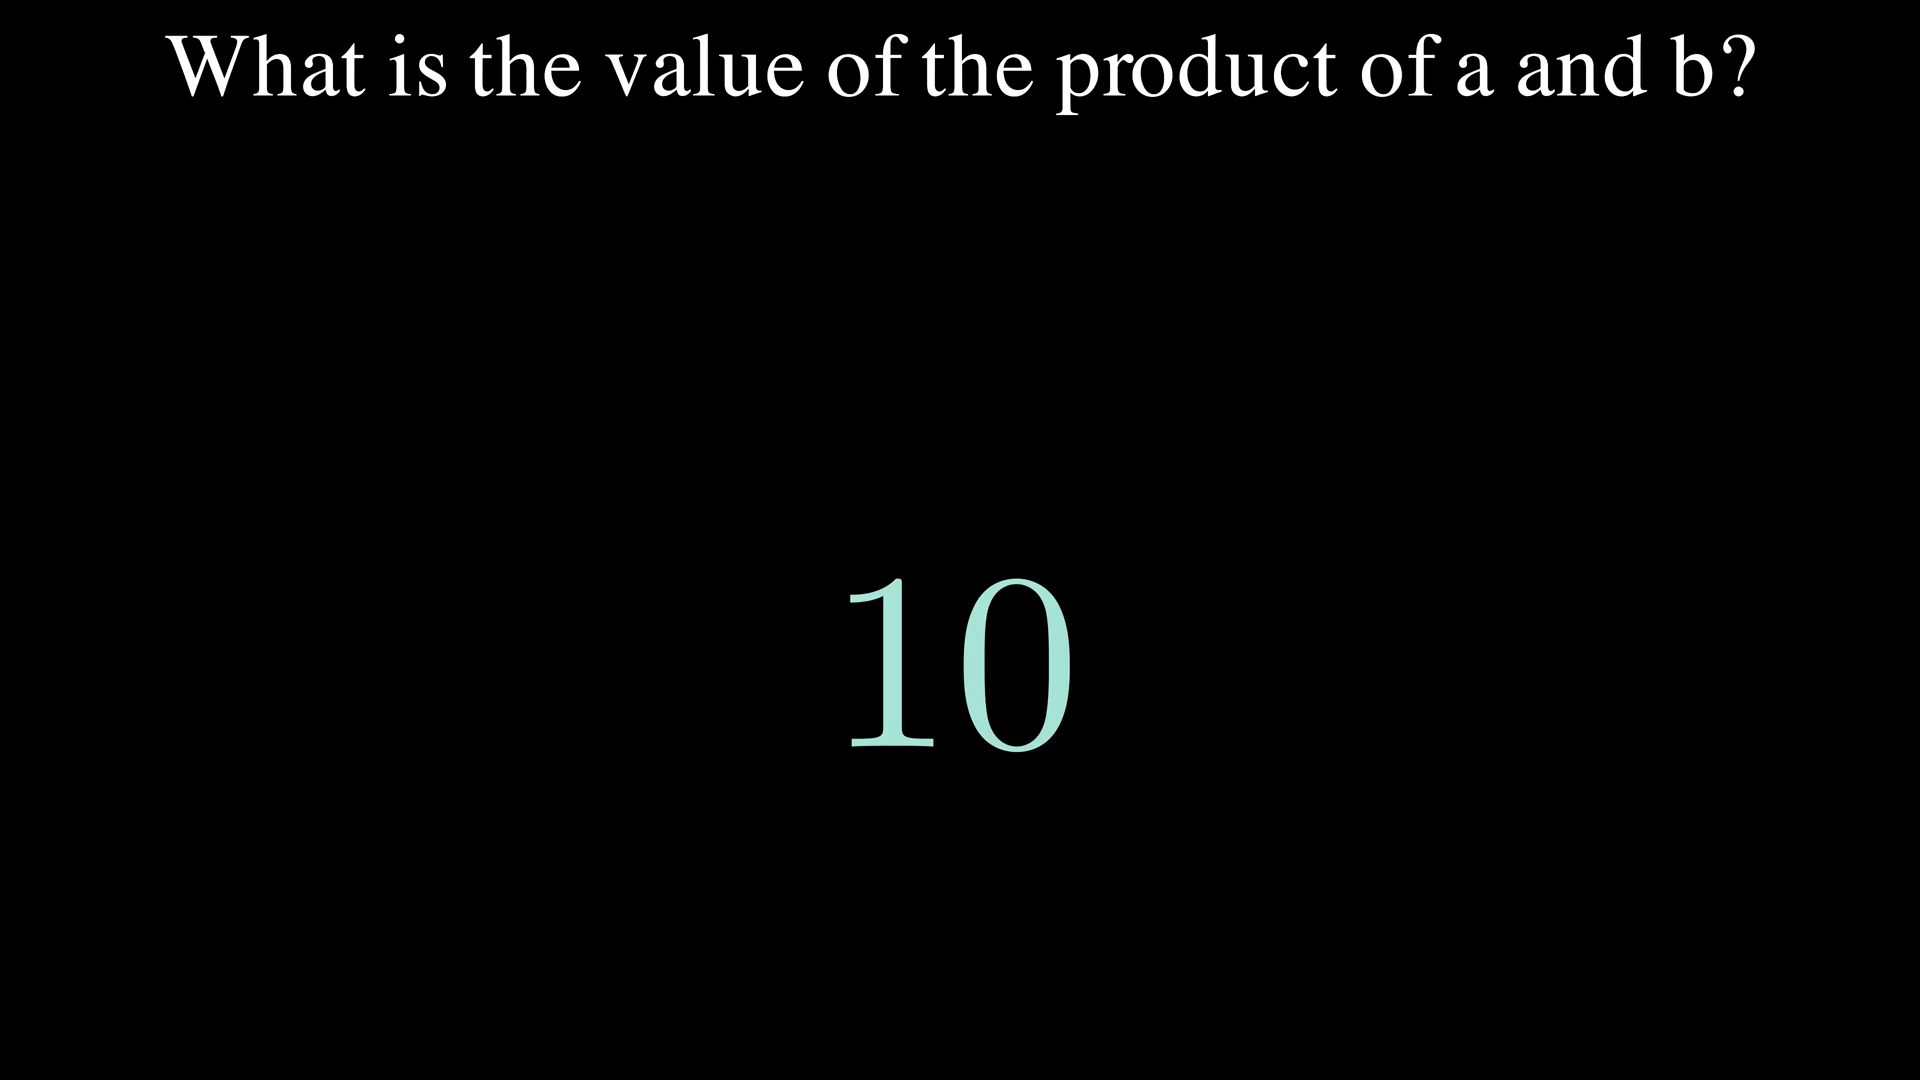 What is the value of the product of a and b?
10